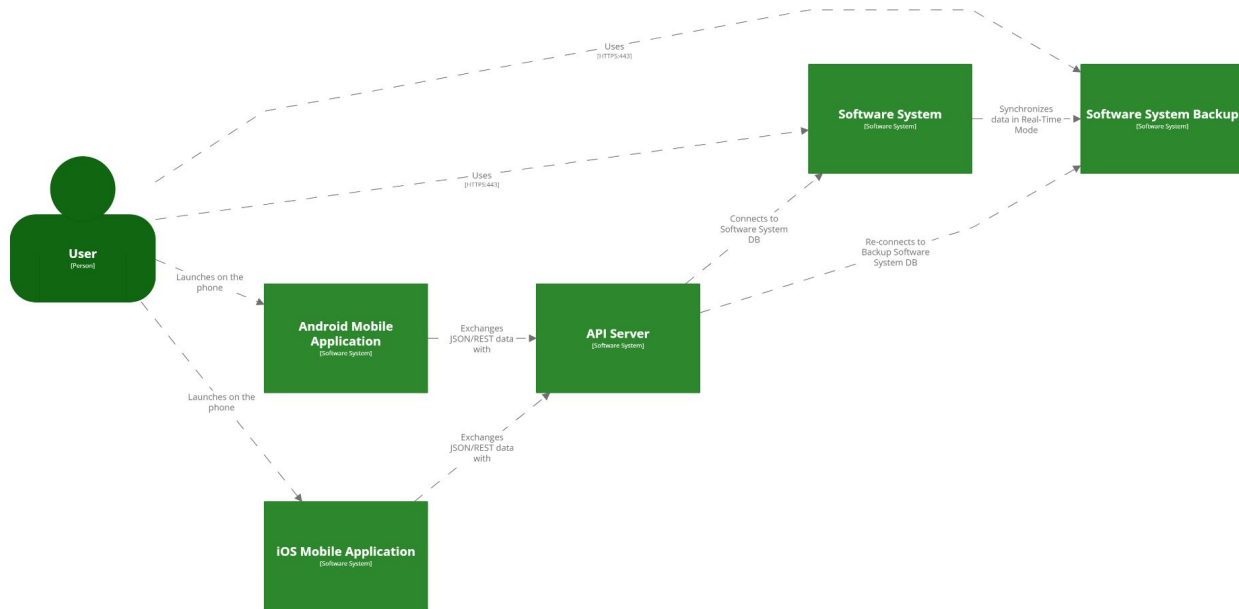 Uses
[HTTPS:443]
Software System
[Software System]
Synchronizes
data in Real-Time
Mode
Software System Backup
[Software System]
Uses
[HTTPS:443]
User
[Person]
Connects to
Software System
DB
Re-connects to
Backup Software
System DB
Launches on the
phone
Android Mobile
Application
[Software System]
Exchanges
JSON/REST data
with
API Server
[Software System]
Launches on the
phone
Exchanges
JSON/REST data
with
iOS Mobile Application
[Software System]